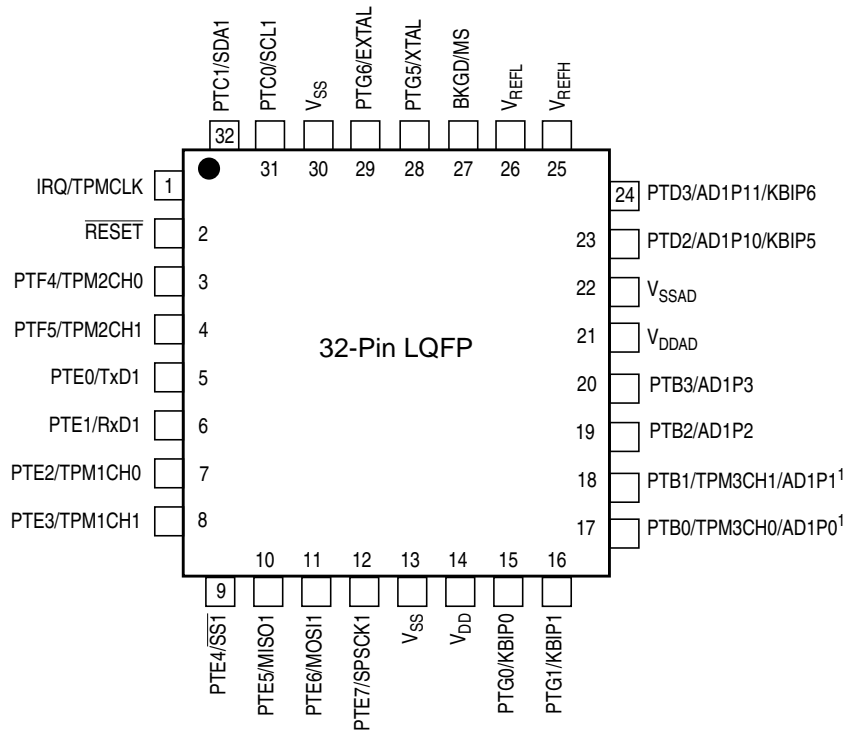 PTC1/SDA1
PTC0/SCL1
VSS
PTG6/EXTAL
PTG5/XTAL
BKGD/MS
VREFL
VREFH
32
31
30
29
28
27
26
25
IRQ/TPMCLK 1
RESET 2
PTF4/TPM2CH0 3
PTF5/TPM2CH1 4
PTE0/TxD1 5
PTE1/RxD1 6
PTE2/TPM1CH0 7
PTE3/TPM1CH1 8
32-Pin LQFP
24 PTD3/AD1P11/KBIP6
23 PTD2/AD1P10/KBIP5
22 VSSAD
21 VDDAD
20 PTB3/AD1P3
19 PTB2/AD1P2
18 PTB1/TPM3CH1/AD1P1¹
17 PTB0/TPM3CH0/AD1P0¹
9
10
11
12
13
14
15
16
PTE4/SS1
PTE5/MISO1
PTE6/MOSI1
PTE7/SPSCK1
VSS
VDD
PTG0/KBIP0
PTG1/KBIP1